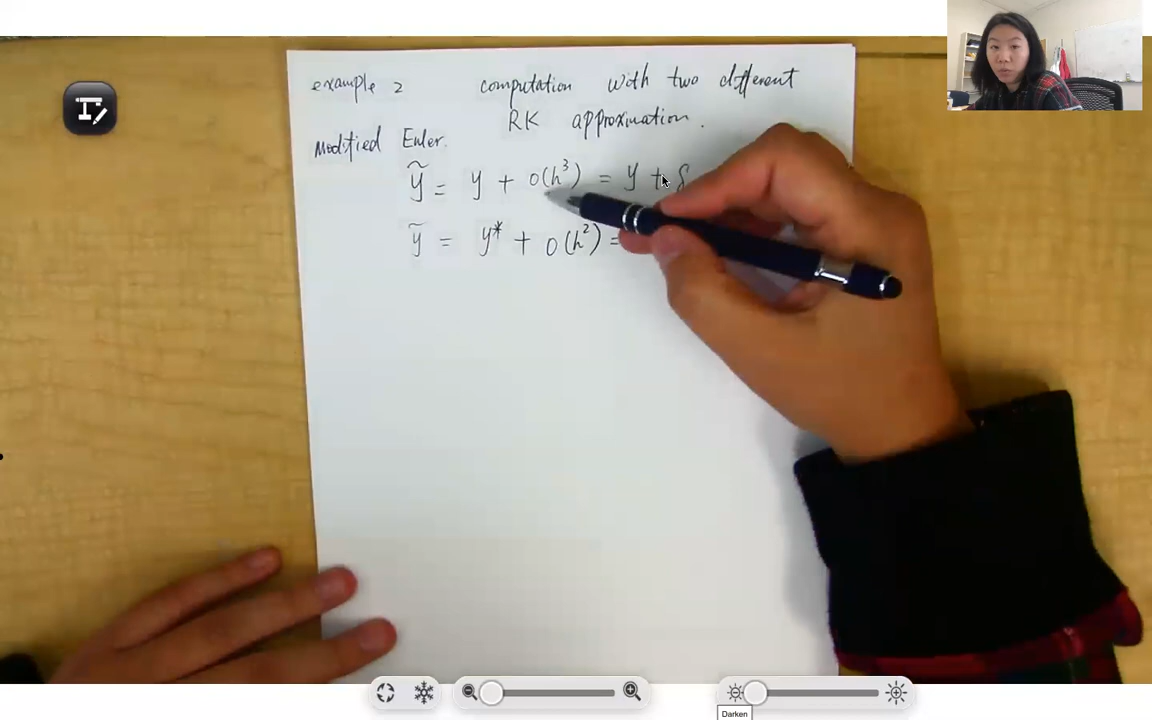 example 2 computation with two different
RK approximation.
Modified Euler.
ỹ = y + O(h³) = y + δ
ỹ = y* + O(h²) =
Darken